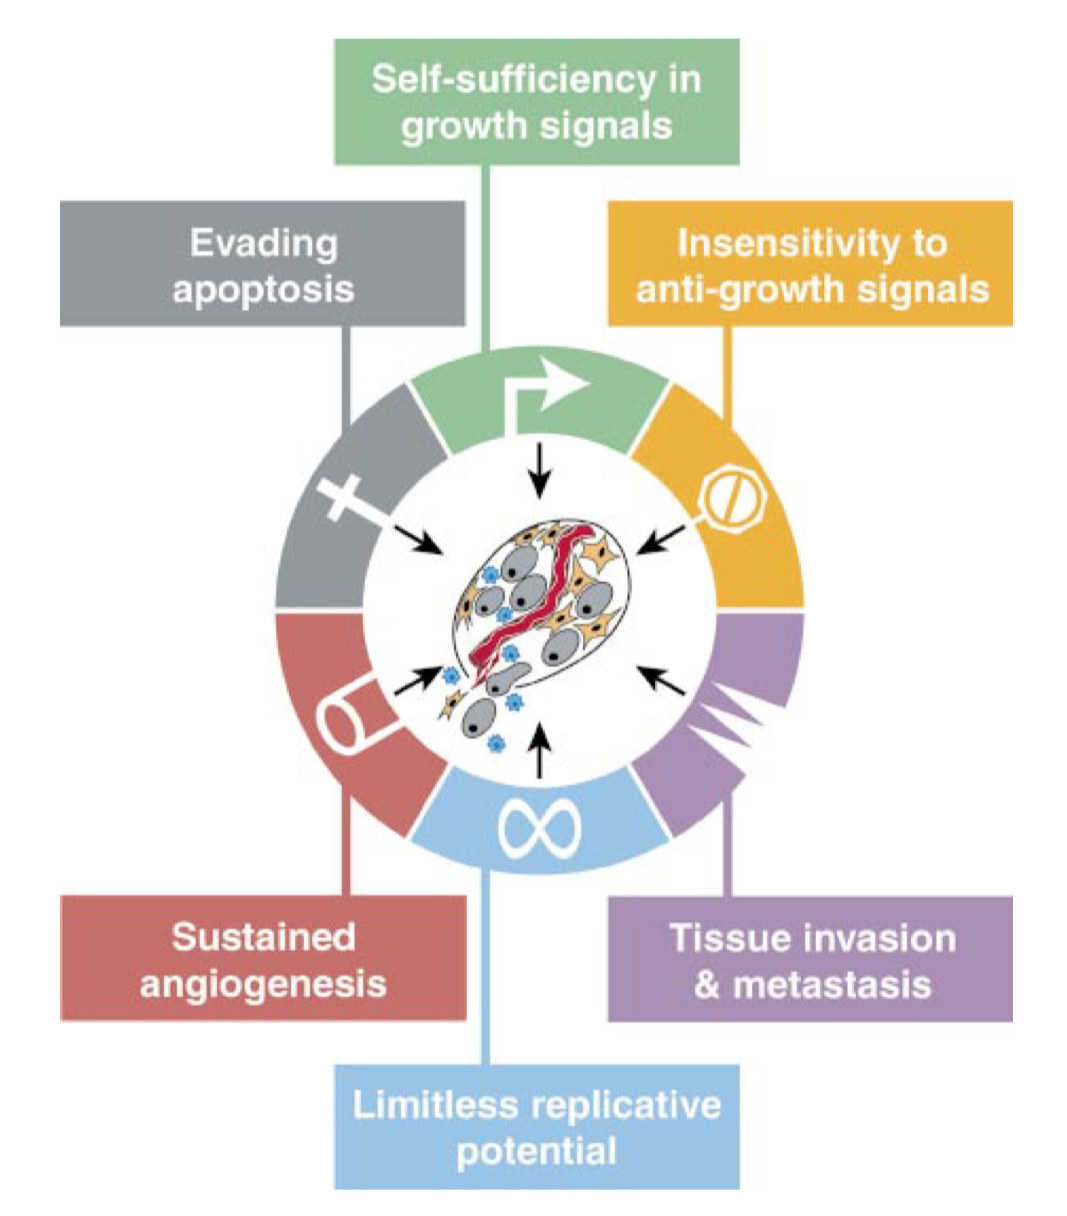 Self-sufficiency in
growth signals
Evading
apoptosis
Insensitivity to
anti-growth signals
Sustained
angiogenesis
Tissue invasion
& metastasis
Limitless replicative
potential